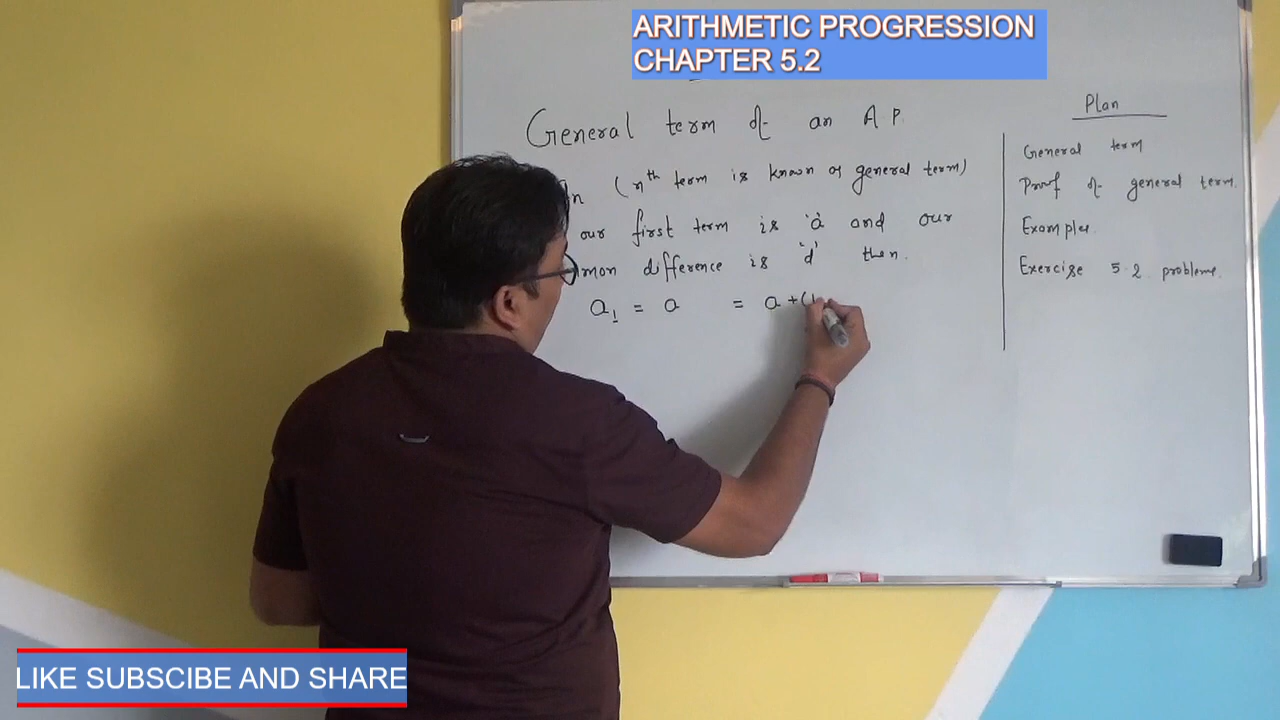 ARITHMETIC PROGRESSION
CHAPTER 5.2
General term of an A.P.
(nth term is known as general term)
our first term is 'a' and our
difference is 'd' then.
a1 = a = a + (1
Plan
General term
Proof of general term.
Examples.
Exercise 5.2 problems.
LIKE SUBSCIBE AND SHARE